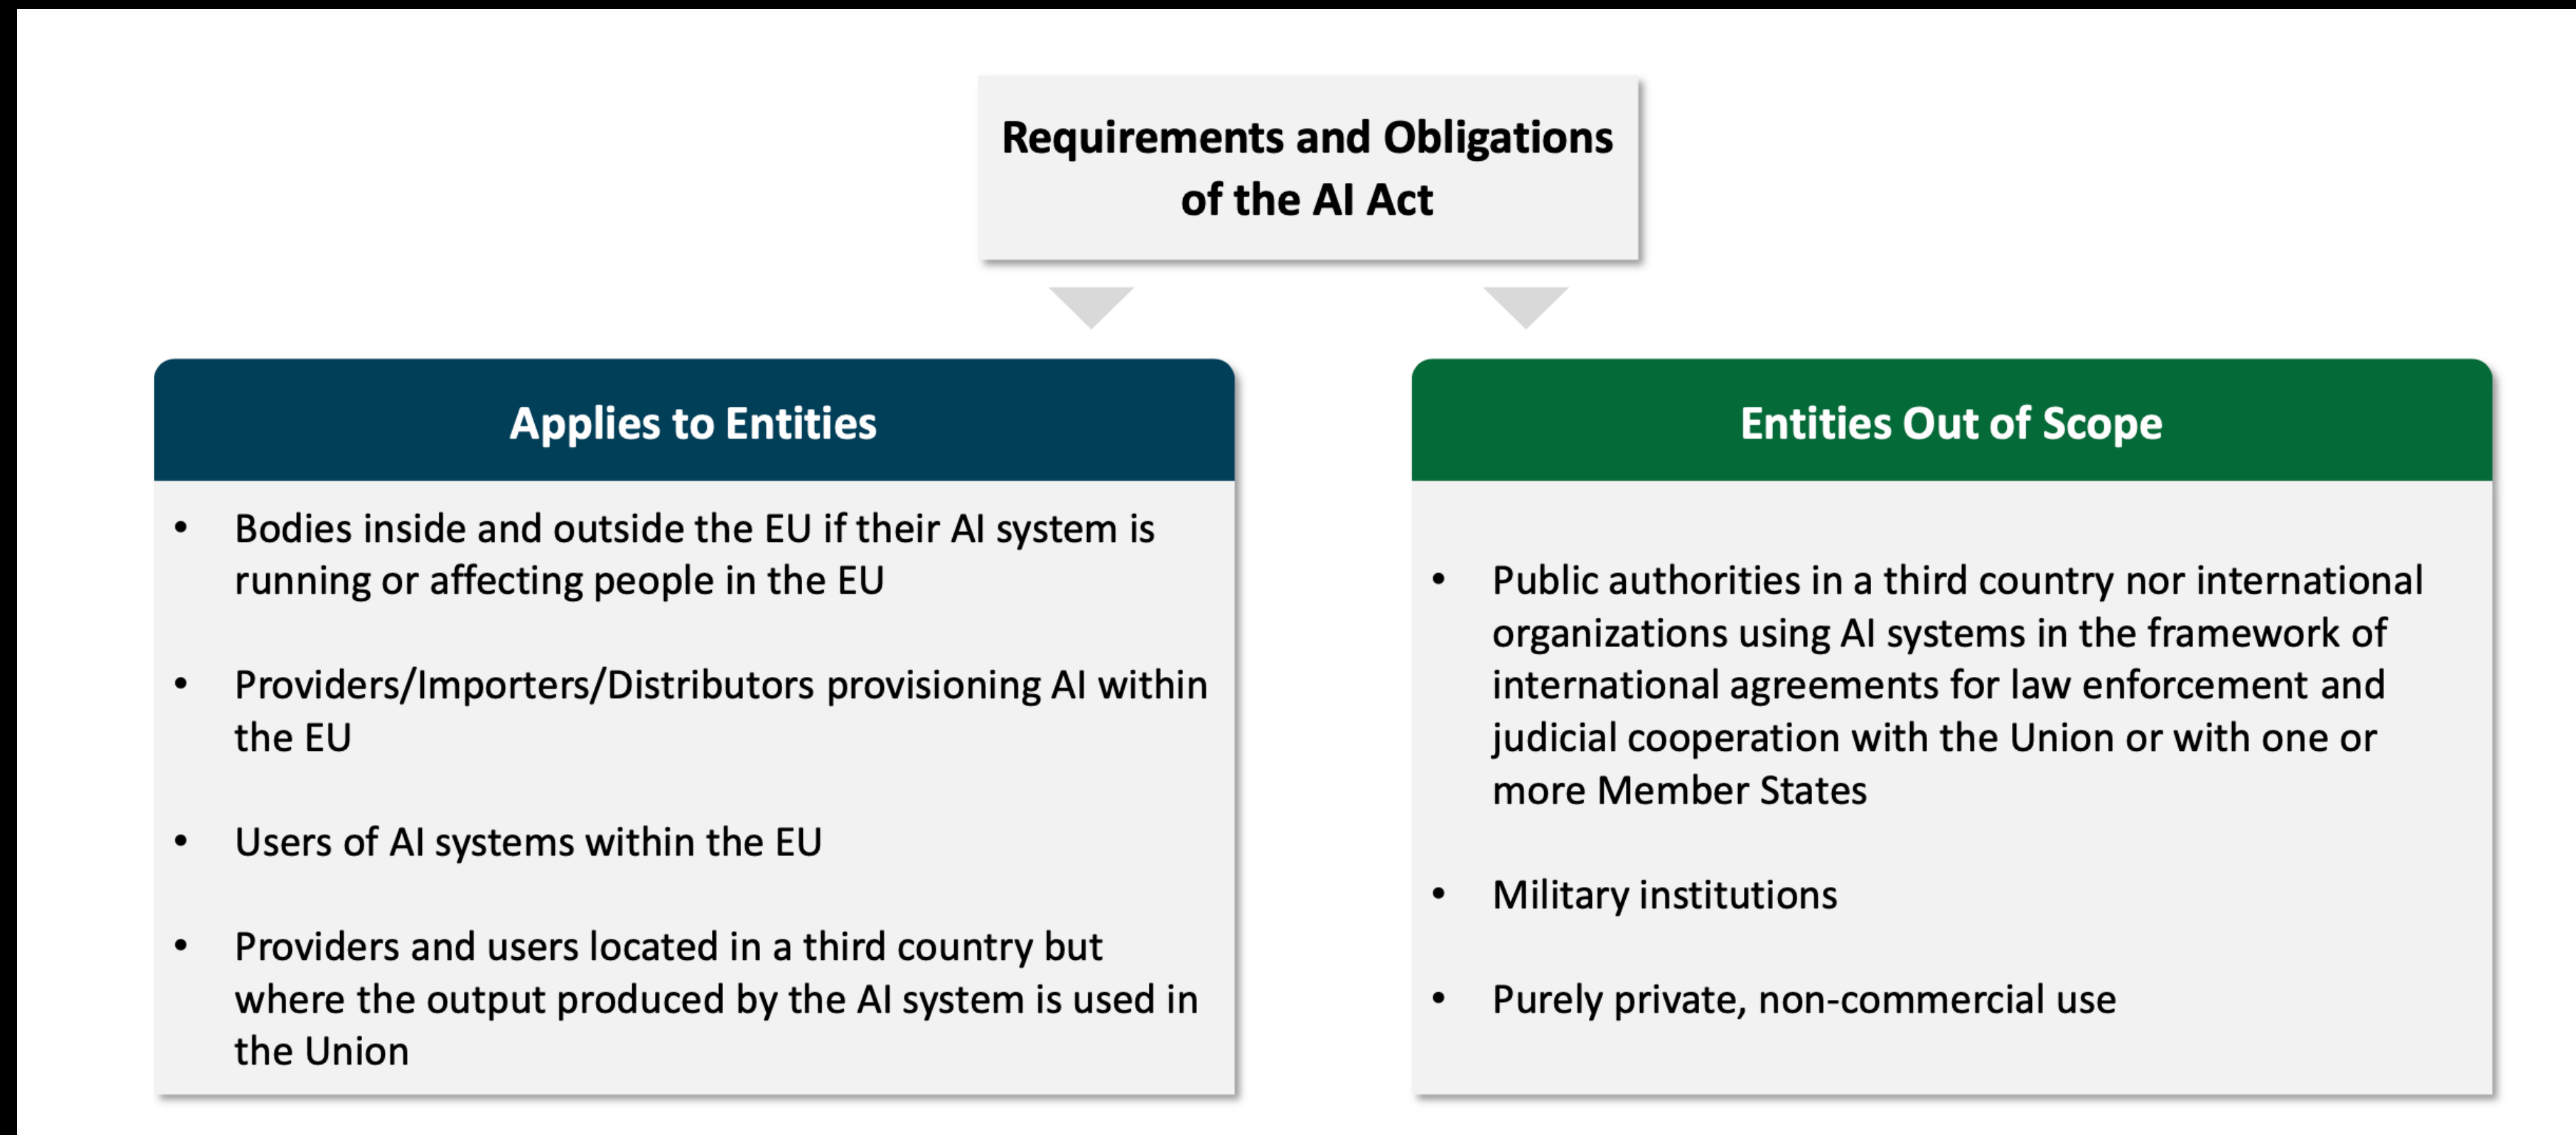 Requirements and Obligations
of the AI Act
Applies to Entities
• Bodies inside and outside the EU if their AI system is
running or affecting people in the EU
• Providers/Importers/Distributors provisioning AI within
the EU
• Users of AI systems within the EU
• Providers and users located in a third country but
where the output produced by the AI system is used in
the Union
Entities Out of Scope
• Public authorities in a third country nor international
organizations using AI systems in the framework of
international agreements for law enforcement and
judicial cooperation with the Union or with one or
more Member States
• Military institutions
• Purely private, non-commercial use